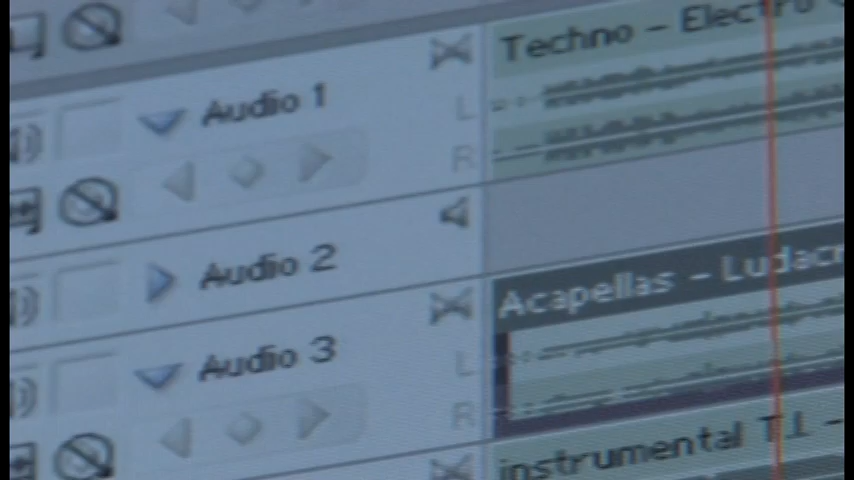 Techno - Electro
Audio 1
L
R
Audio 2
Acapellas - Ludacr
Audio 3
L
R
instrumental T.I -